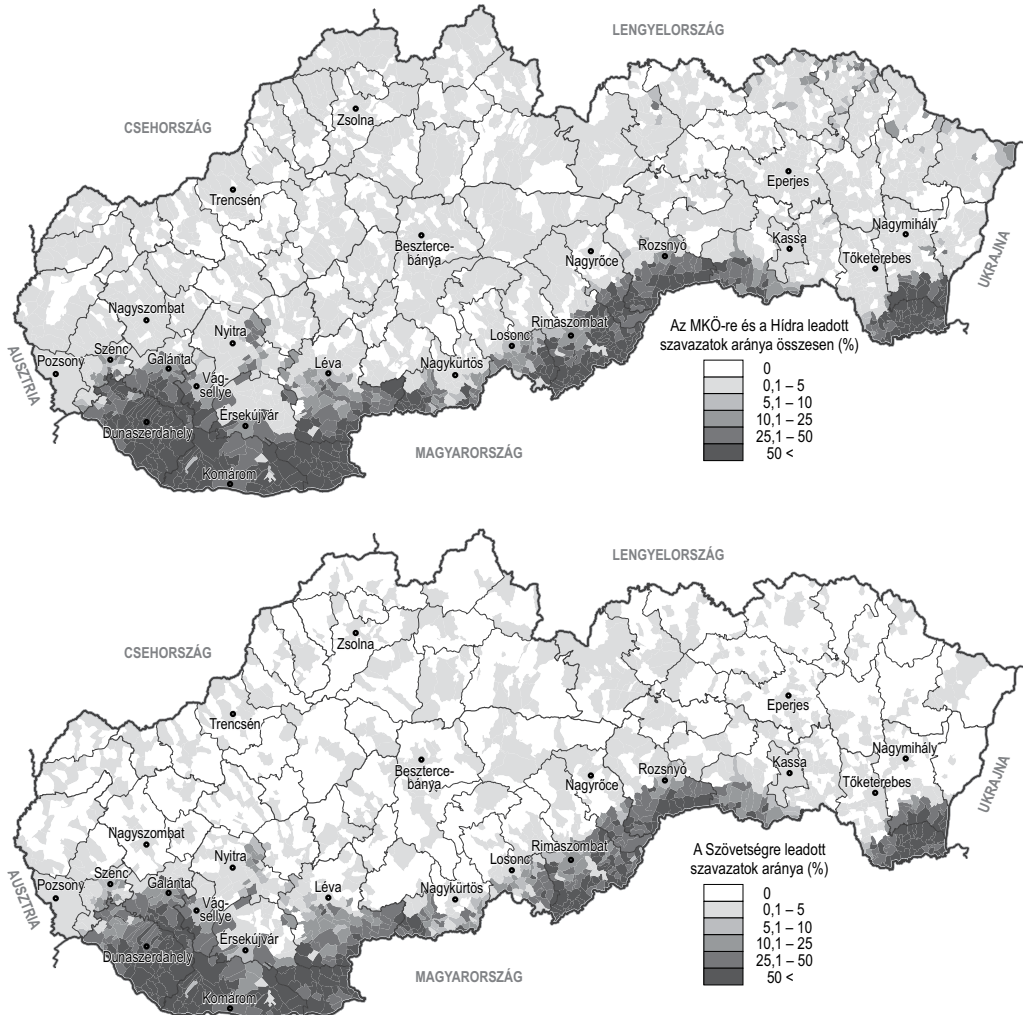 LENGYELORSZÁG
CSEHORSZÁG
Zsolna
Trencsén
Eperjes
Besztercebánya
Nagyrőce
Rozsnyó
Kassa
Nagymihály
Tőketerebes
UKRAJNA
Nagyszombat
Nyitra
Losonc
Rimaszombat
AUSZTRIA
Pozsony
Szenc
Galánta
Vág-
sellye
Léva
Nagykürtös
Érsekújvár
Dunaszerdahely
Komárom
MAGYARORSZÁG
Az MKÖ-re és a Hídra leadott
szavazatok aránya összesen (%)
0
0,1 – 5
5,1 – 10
10,1 – 25
25,1 – 50
50 <
LENGYELORSZÁG
CSEHORSZÁG
Zsolna
Trencsén
Eperjes
Beszterce-
bánya
Nagyrőce
Rozsnyó
Kassa
Nagymihály
Tőketerebes
UKRAJNA
Nagyszombat
Nyitra
Losonc
Rimaszombat
AUSZTRIA
Pozsony
Szenc
Galánta
Vág-
sellye
Léva
Nagykürtös
Érsekújvár
Dunaszerdahely
Komárom
MAGYARORSZÁG
A Szövetségre leadott
szavazatok aránya (%)
0
0,1 – 5
5,1 – 10
10,1 – 25
25,1 – 50
50 <